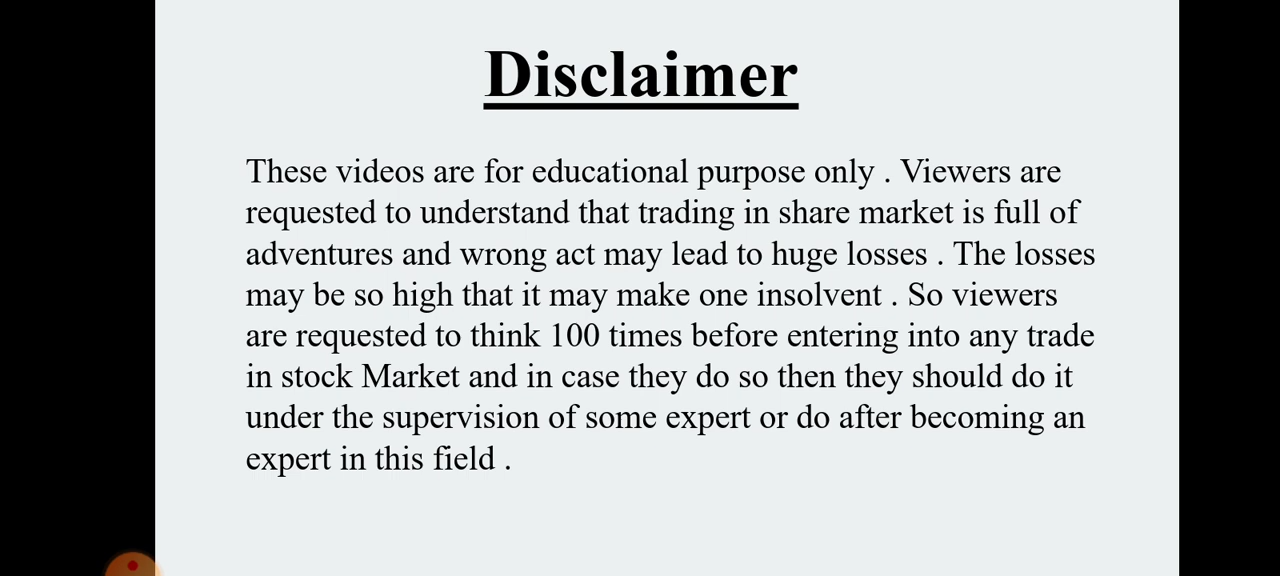 Disclaimer
These videos are for educational purpose only . Viewers are
requested to understand that trading in share market is full of
adventures and wrong act may lead to huge losses . The losses
may be so high that it may make one insolvent . So viewers
are requested to think 100 times before entering into any trade
in stock Market and in case they do so then they should do it
under the supervision of some expert or do after becoming an
expert in this field .